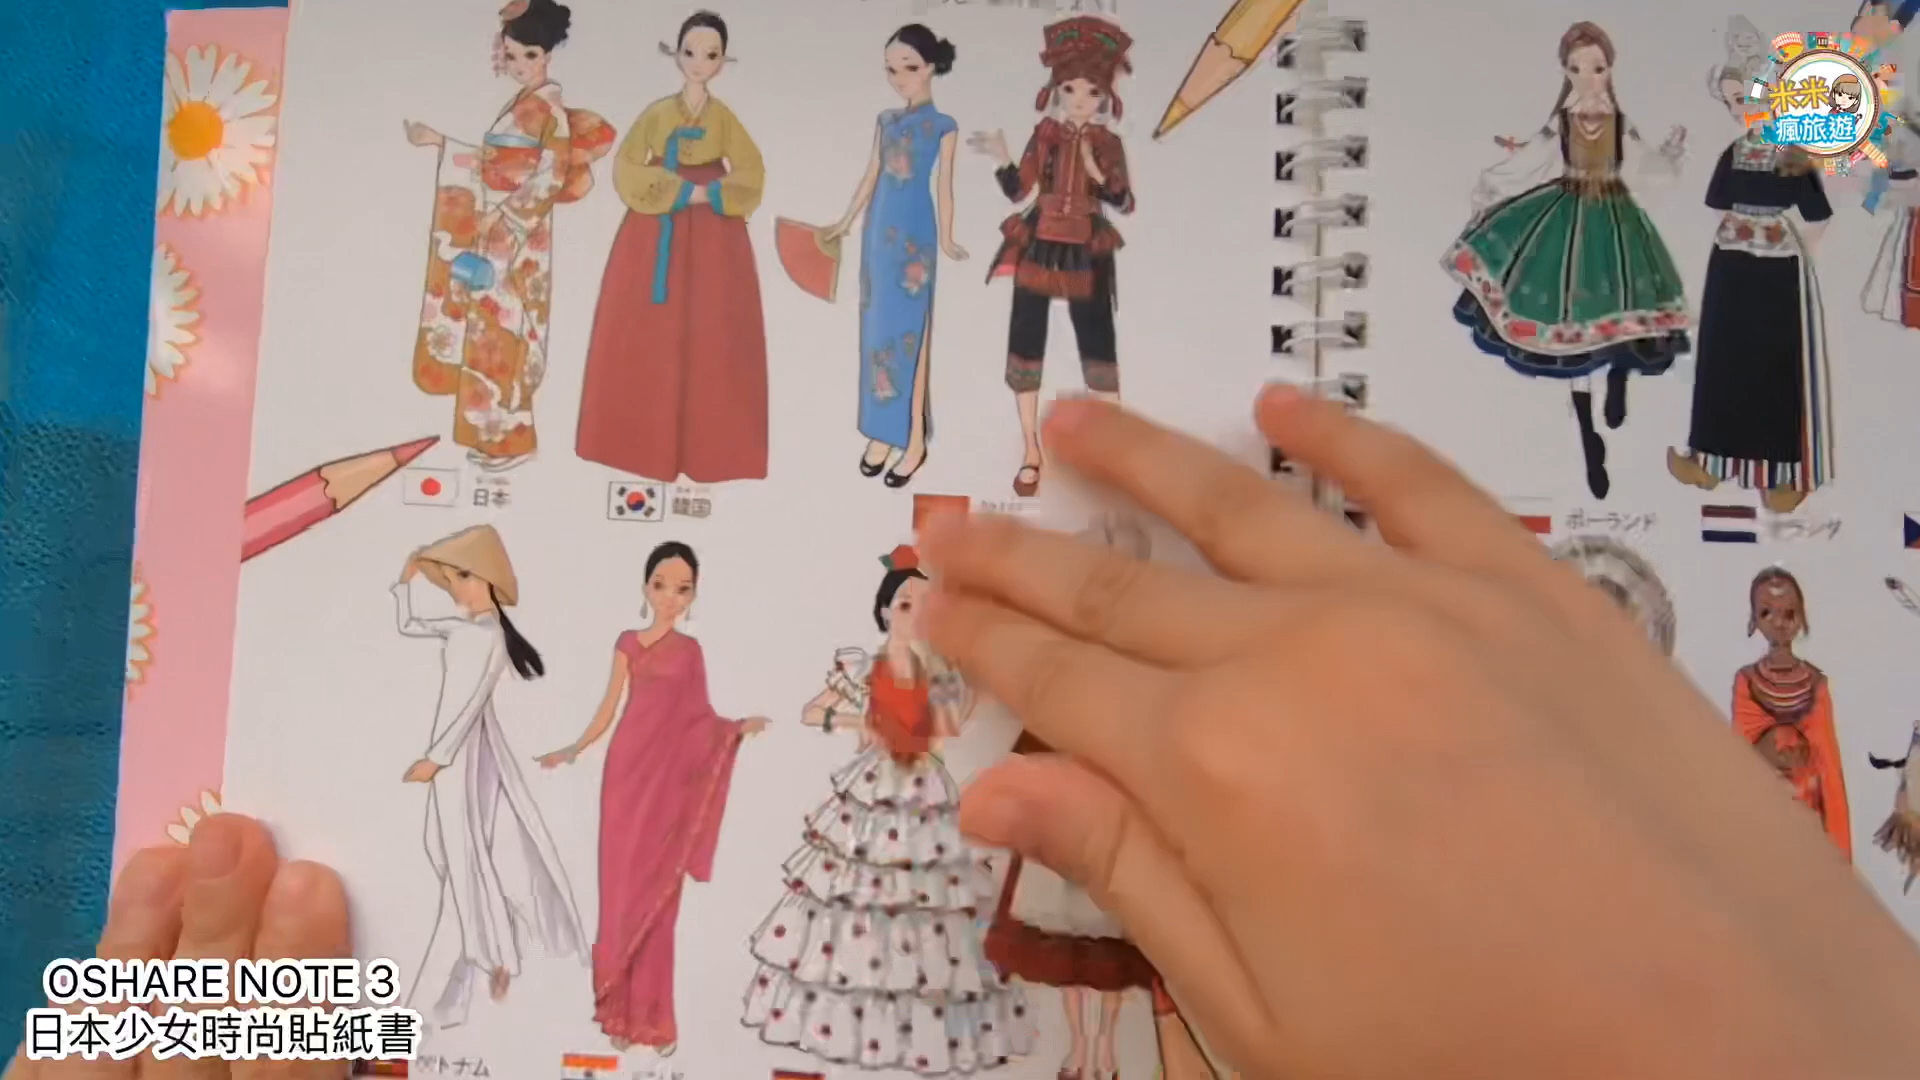 米米
瘋旅遊
日本
韓国
ポーランド
オランダ
ベトナム
OSHARE NOTE 3
日本少女時尚貼紙書